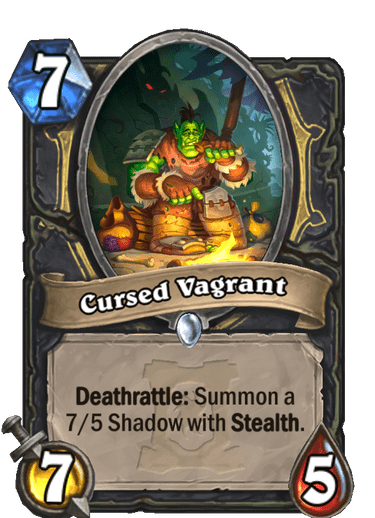 7
Cursed Vagrant
Deathrattle: Summon a
7/5 Shadow with Stealth.
7
5